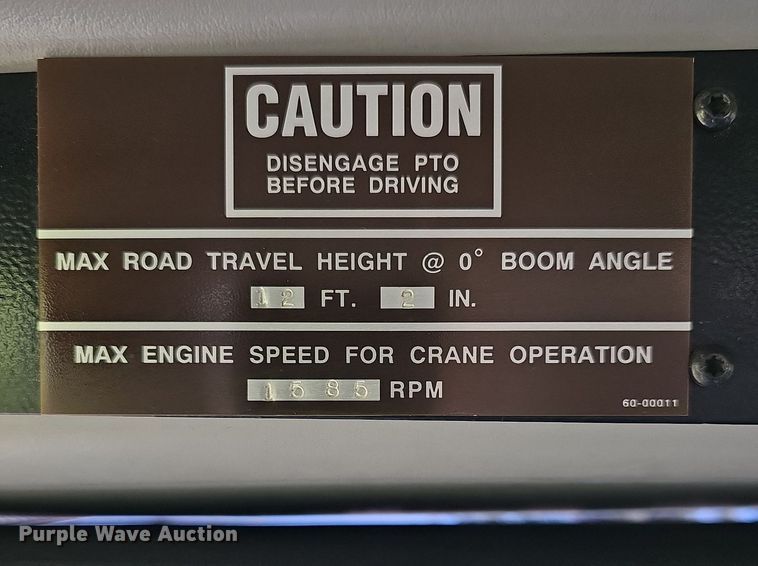 CAUTION
DISENGAGE PTO
BEFORE DRIVING
MAX ROAD TRAVEL HEIGHT @ 0° BOOM ANGLE
12 FT. 2 IN.
MAX ENGINE SPEED FOR CRANE OPERATION
1585 RPM
60-00011
Purple Wave Auction